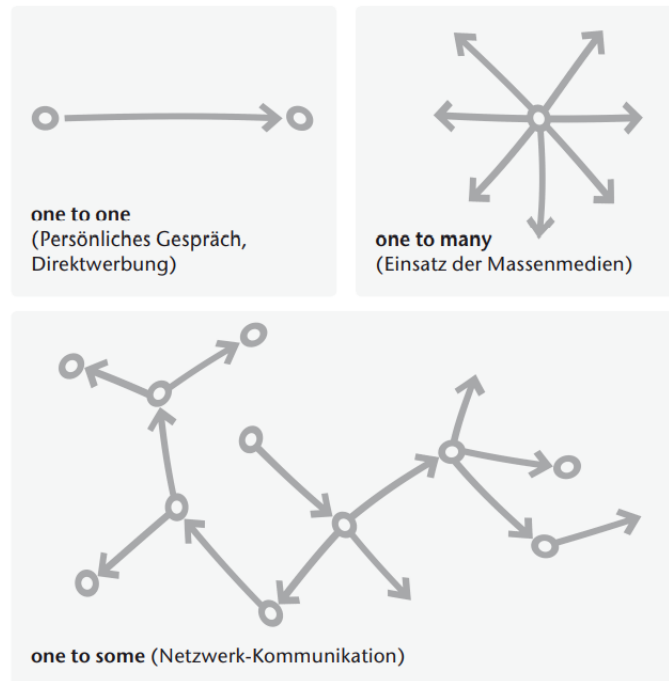 one to one
(Persönliches Gespräch,
Direktwerbung)
one to many
(Einsatz der Massenmedien)
one to some (Netzwerk-Kommunikation)